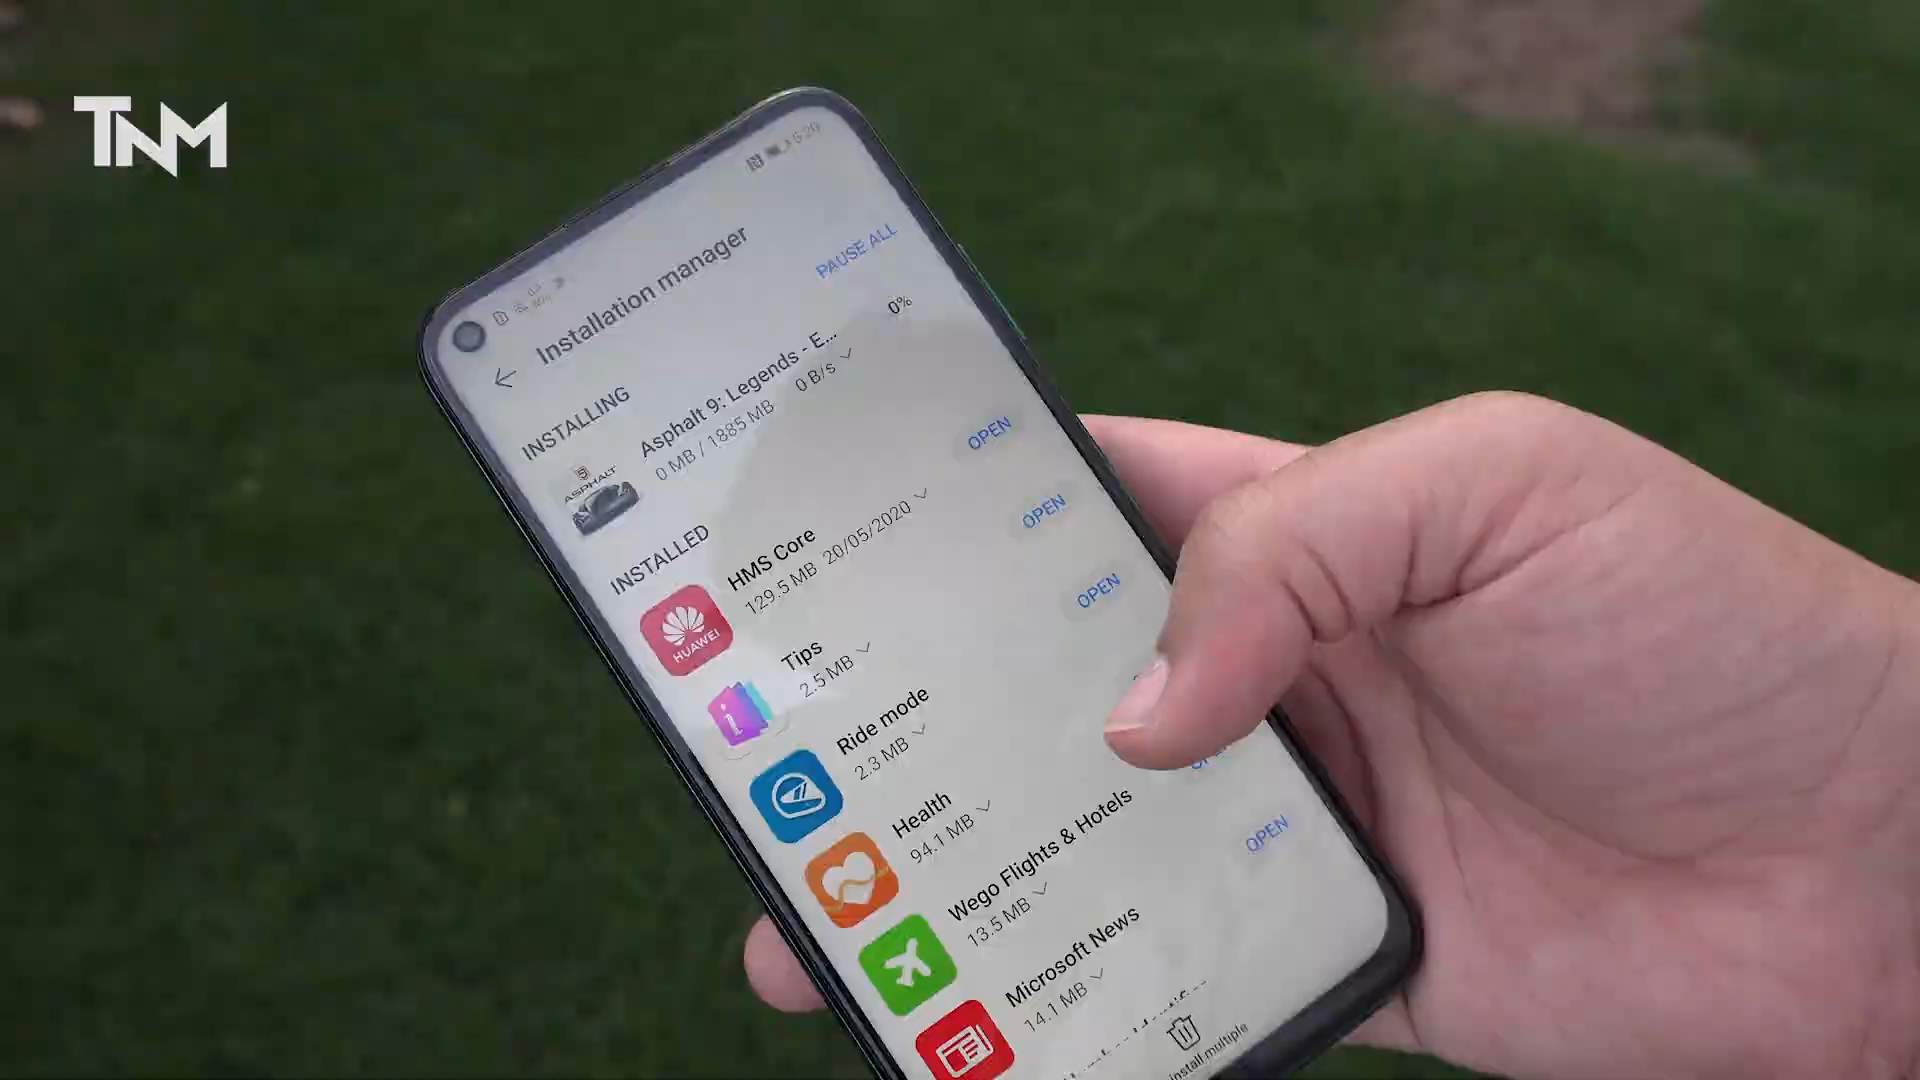 TNM
5:20
Installation manager
PAUSE ALL
INSTALLING
Asphalt 9: Legends - E...
0%
0 MB / 1885 MB
0 B/s
ASPHALT
INSTALLED
HMS Core
OPEN
129.5 MB 20/05/2020
HUAWEI
Tips
OPEN
2.5 MB
Ride mode
OPEN
2.3 MB
Health
94.1 MB
Wego Flights & Hotels
13.5 MB
Microsoft News
OPEN
14.1 MB
install multiple